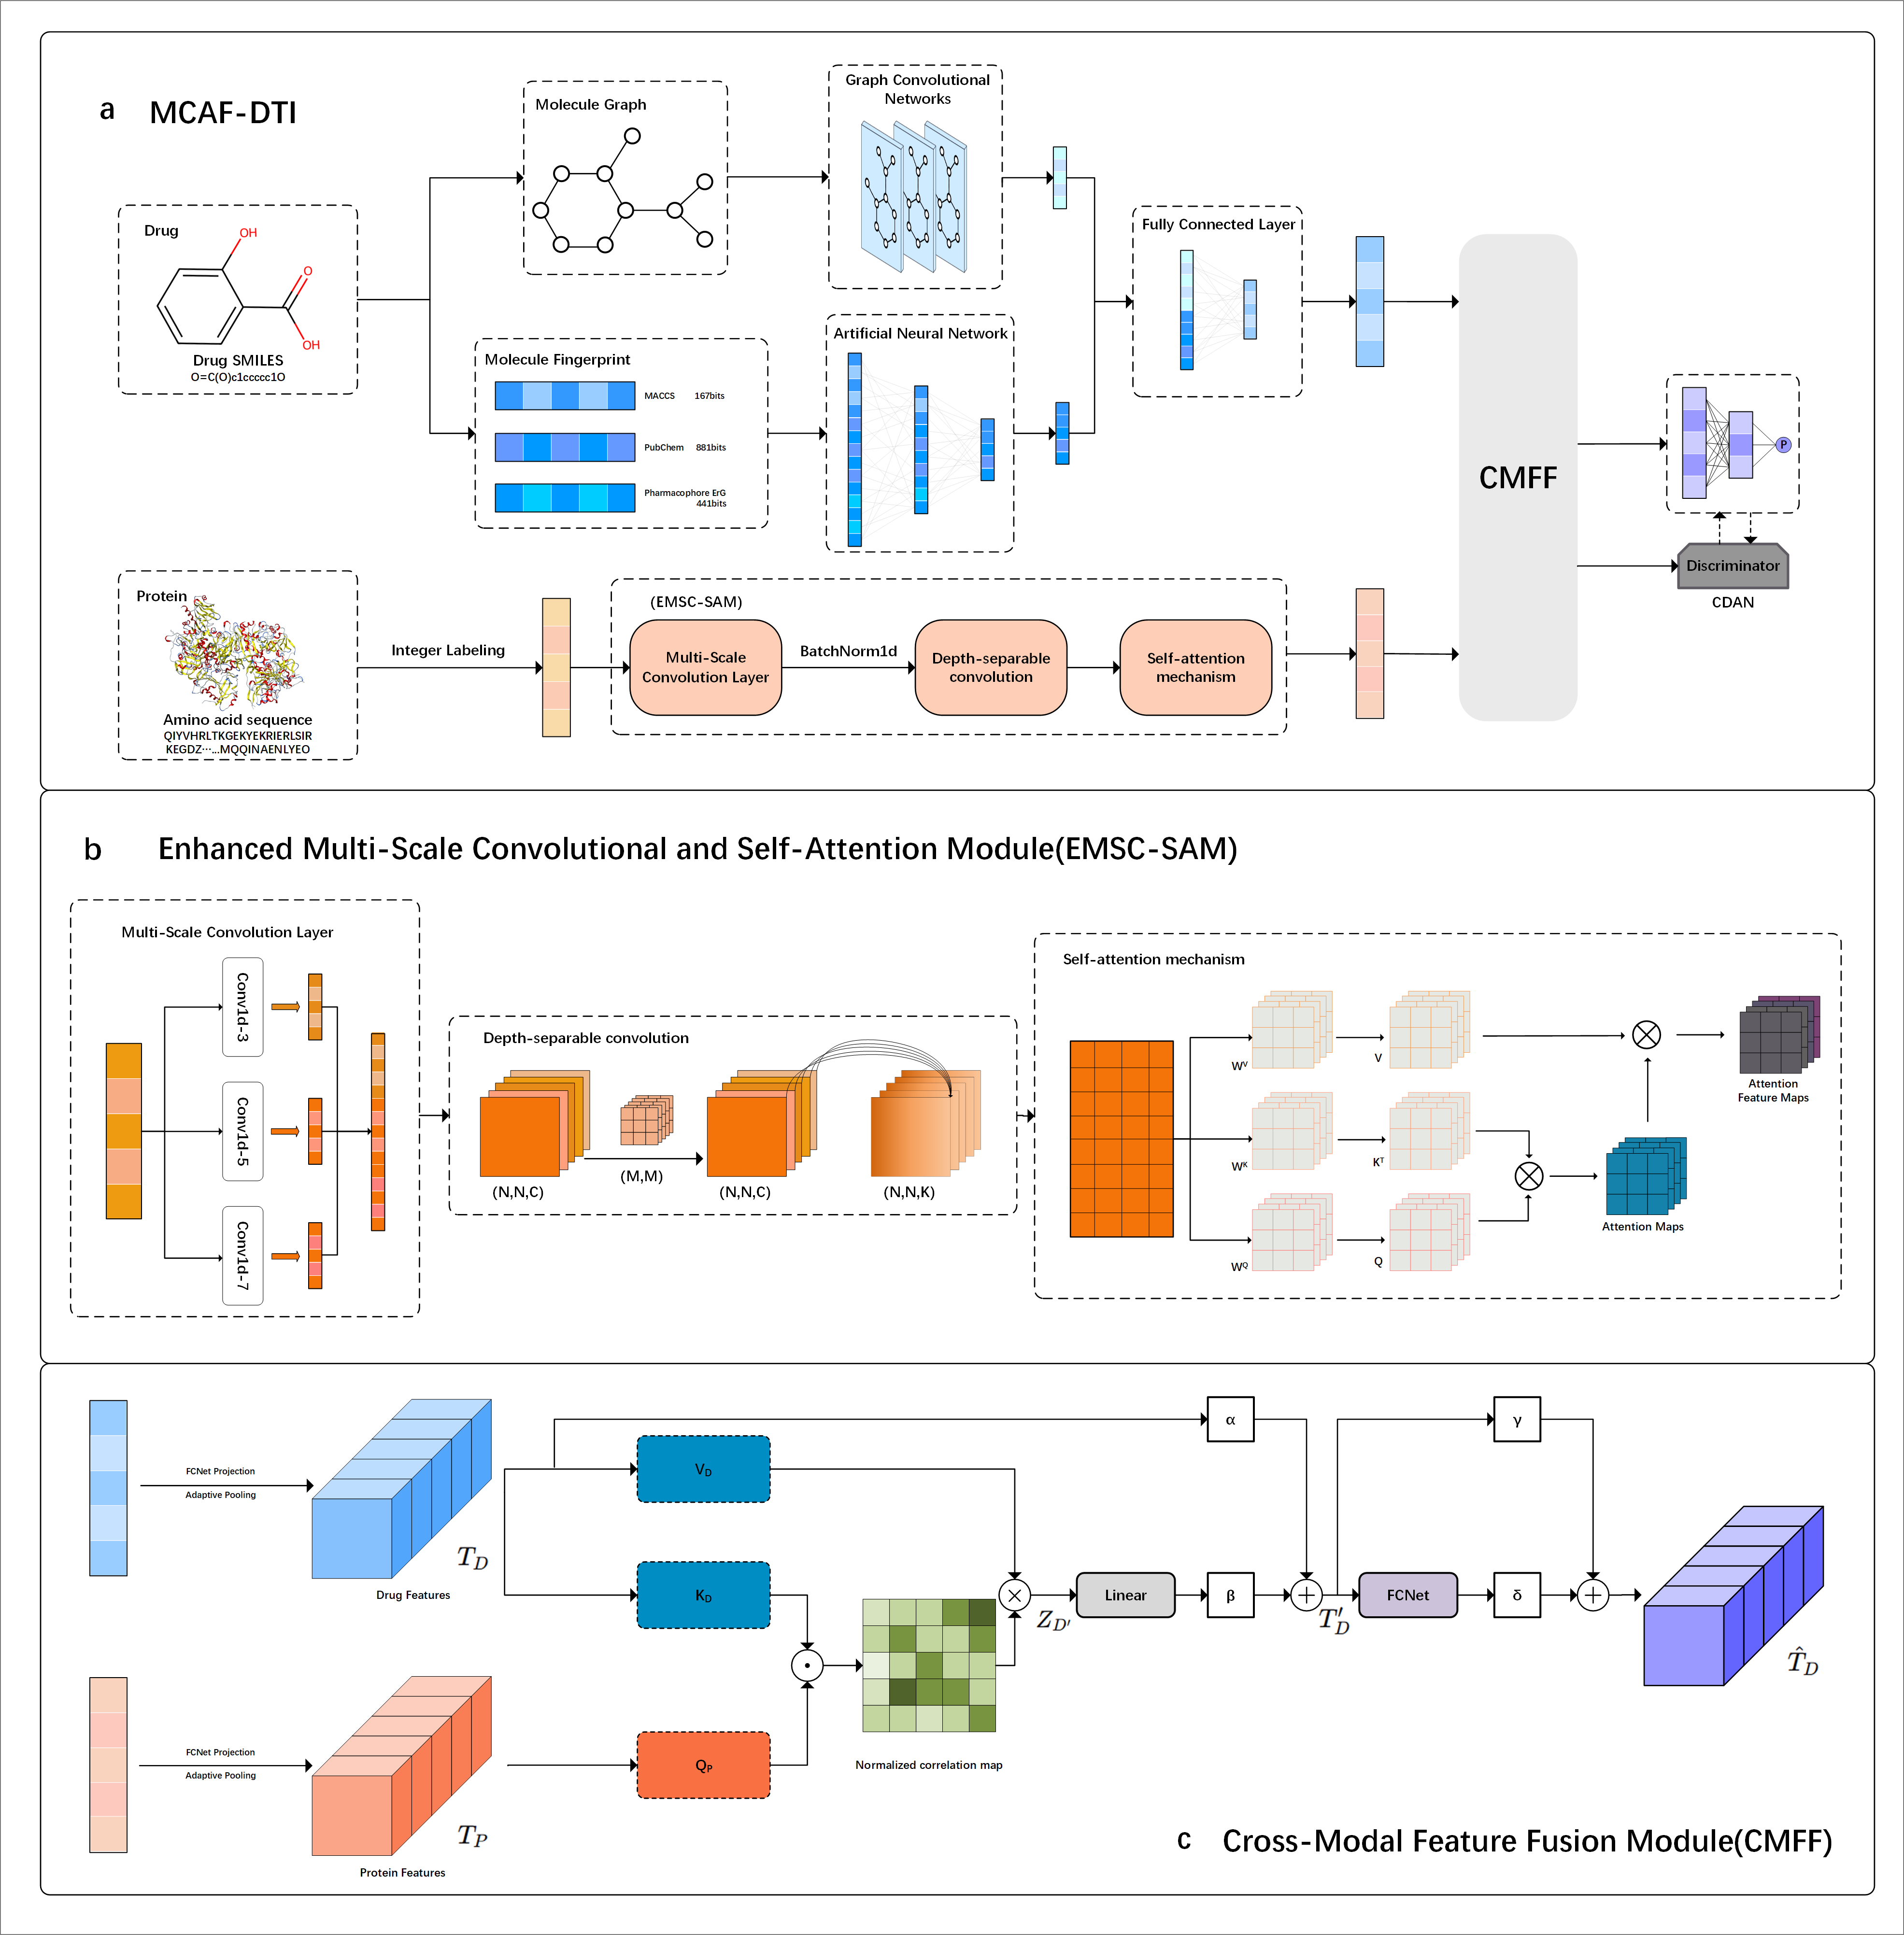 a MCAF-DTI
Drug
OH
O
OH
Drug SMILES
O=C(O)c1ccccc1O
Molecule Graph
Graph Convolutional
Networks
Molecule Fingerprint
MACCS 167bits
PubChem 881bits
Pharmacophore ErG
441bits
Artificial Neural Network
Fully Connected Layer
CMFF
P
Discriminator
CDAN
Protein
Amino acid sequence
QIYVHRLTKGEKYEKRIERLSIR
KEGDZ⋯...MQQINAENLYEO
Integer Labeling
(EMSC-SAM)
Multi-Scale
Convolution Layer
BatchNorm1d
Depth-separable
convolution
Self-attention
mechanism
b Enhanced Multi-Scale Convolutional and Self-Attention Module(EMSC-SAM)
Multi-Scale Convolution Layer
Conv1d-3
Conv1d-5
Conv1d-7
Depth-separable convolution
(N,N,C)
(M,M)
(N,N,C)
(N,N,K)
Self-attention mechanism
Wⱽ
V
Wᴷ
Kᵀ
W^Q
Q
Attention
Feature Maps
Attention Maps
FCNet Projection
Adaptive Pooling
T_D
Drug Features
V_D
K_D
α
γ
Z_{D'}
Linear
β
T'_D
FCNet
δ
T̂_D
FCNet Projection
Adaptive Pooling
T_P
Protein Features
Q_P
Normalized correlation map
c Cross-Modal Feature Fusion Module(CMFF)